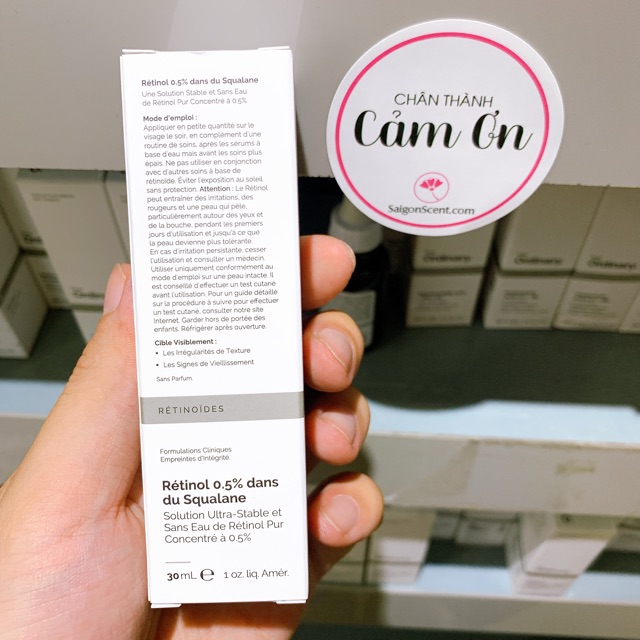 Rétinol 0.5% dans du Squalane
Une Solution Stable et Sans Eau
de Rétinol Pur Concentré à 0.5%
Mode d'emploi :
Appliquer en petite quantité sur le
visage le soir, en complément d'une
routine de soins, après les sérums à
base d'eau mais avant les soins plus
épais. Ne pas utiliser en conjonction
avec d'autres soins à base de
rétinoïde. Éviter l'exposition au soleil
sans protection. Attention : Le Rétinol
peut entraîner des irritations, des
rougeurs et une peau qui pèle,
particulièrement autour des yeux et
de la bouche, pendant les premiers
jours d'utilisation et jusqu'à ce que
la peau devienne plus tolérante.
En cas d'irritation persistante, cesser
l'utilisation et consulter un médecin.
Utiliser uniquement conformément au
mode d'emploi sur une peau intacte. Il
est conseillé d'effectuer un test cutané
avant l'utilisation. Pour un guide détaillé
sur la procédure à suivre pour effectuer
un test cutané, consulter notre site
Internet. Garder hors de portée des
enfants. Réfrigérer après ouverture.
Cible Visiblement :
• Les Irrégularités de Texture
• Les Signes de Vieillissement
Sans Parfum.
RÉTINOÏDES
Formulations Cliniques
Empreintes d'Intégrité.
Rétinol 0.5% dans
du Squalane
Solution Ultra-Stable et
Sans Eau de Rétinol Pur
Concentré à 0.5%
30 mL ℮ 1 oz. liq. Amér.
CHÂN THÀNH
Cảm Ơn
SaigonScent.com
Ordinary.